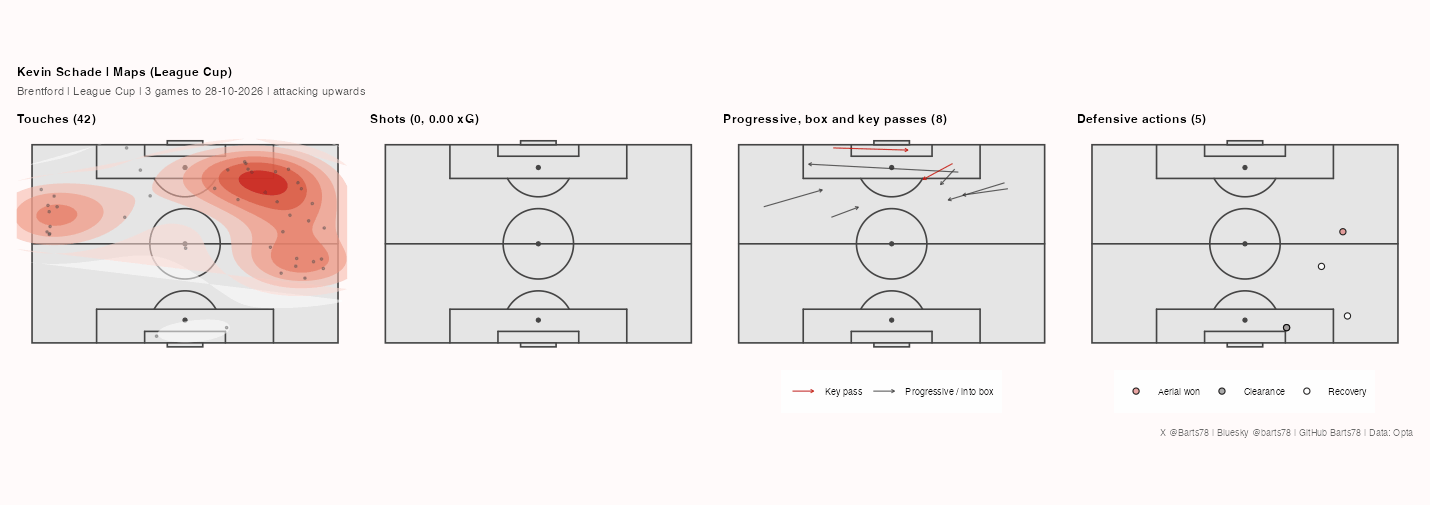 Kevin Schade | Maps (League Cup)
Brentford | League Cup | 3 games to 28-10-2026 | attacking upwards
Touches (42)
Shots (0, 0.00 xG)
Progressive, box and key passes (8)
Defensive actions (5)
Key pass
Progressive / into box
Aerial won
Clearance
Recovery
X @Barts78 | Bluesky @barts78 | GitHub Barts78 | Data: Opta